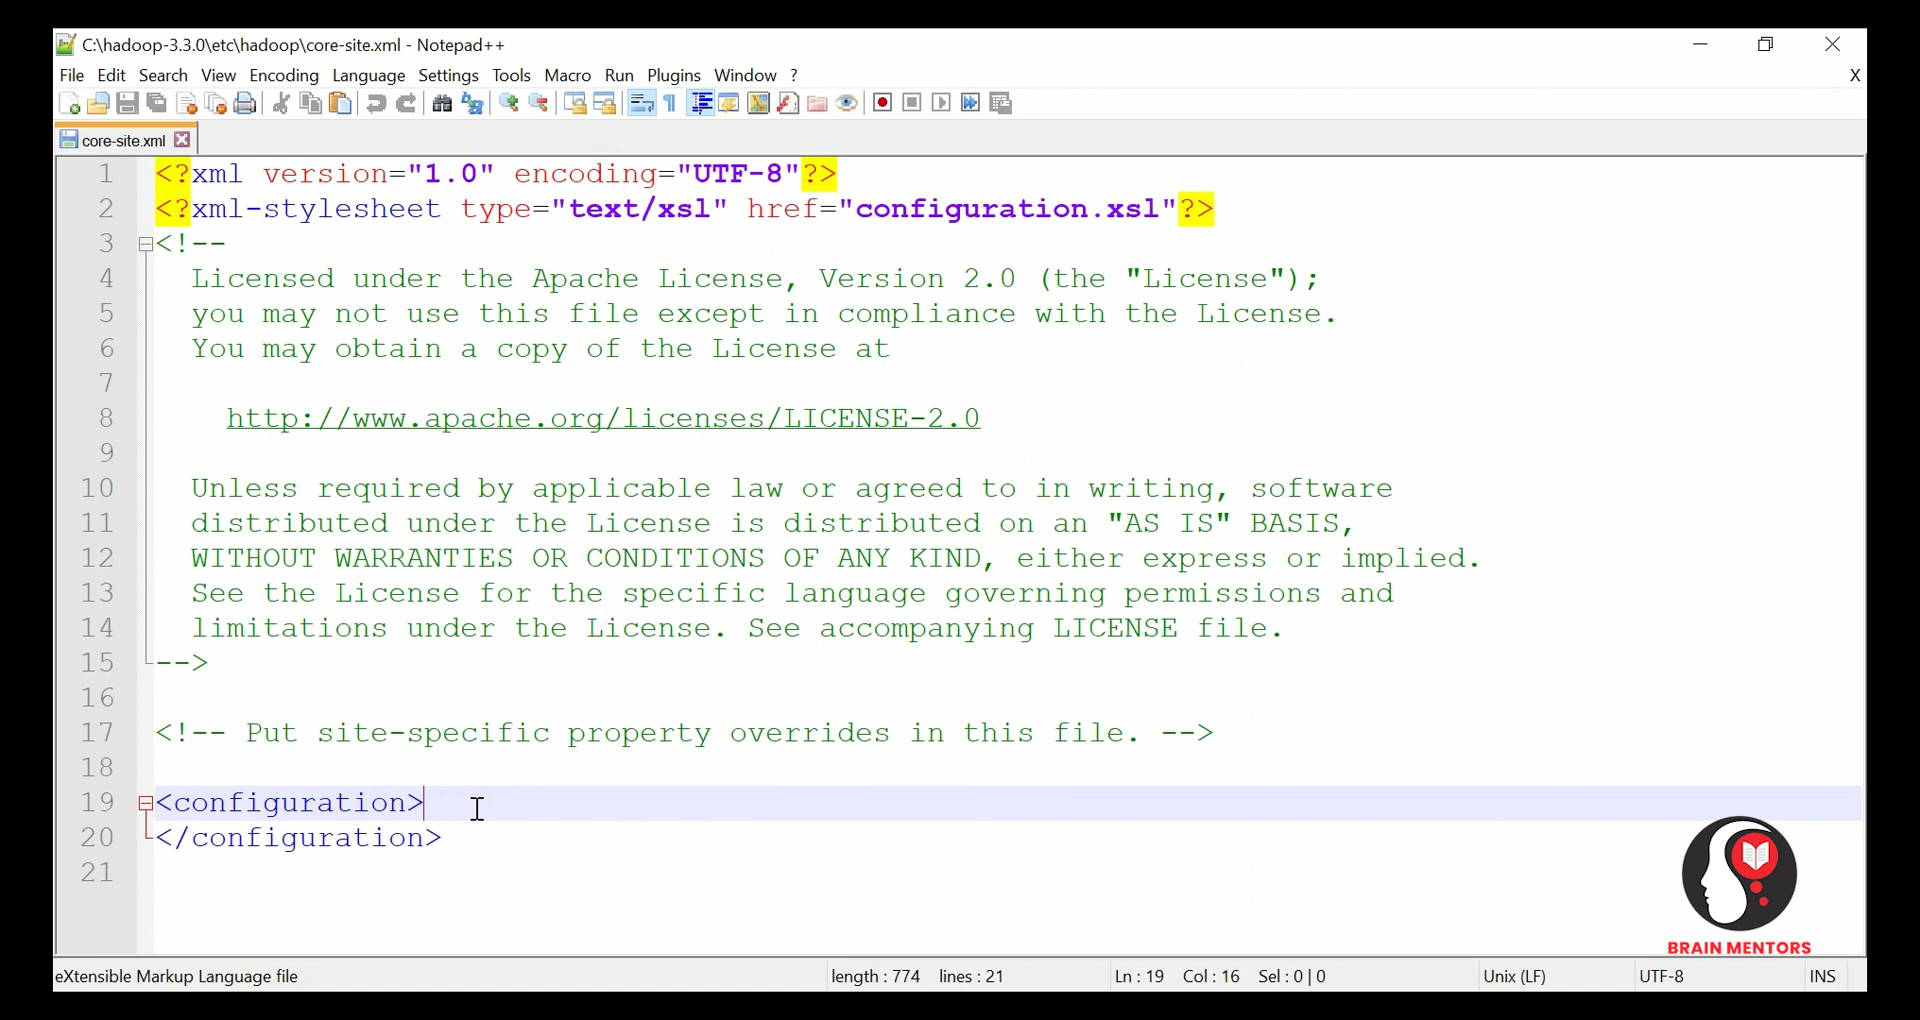 C:\hadoop-3.3.0\etc\hadoop\core-site.xml - Notepad++
File Edit Search View Encoding Language Settings Tools Macro Run Plugins Window ? X
core-site.xml
1 <?xml version="1.0" encoding="UTF-8"?>
2 <?xml-stylesheet type="text/xsl" href="configuration.xsl"?>
3 <!--
4 Licensed under the Apache License, Version 2.0 (the "License");
5 you may not use this file except in compliance with the License.
6 You may obtain a copy of the License at
7
8 http://www.apache.org/licenses/LICENSE-2.0
9
10 Unless required by applicable law or agreed to in writing, software
11 distributed under the License is distributed on an "AS IS" BASIS,
12 WITHOUT WARRANTIES OR CONDITIONS OF ANY KIND, either express or implied.
13 See the License for the specific language governing permissions and
14 limitations under the License. See accompanying LICENSE file.
15 -->
16
17 <!-- Put site-specific property overrides in this file. -->
18
19 <configuration>
20 </configuration>
21
BRAIN MENTORS
eXtensible Markup Language file length : 774 lines : 21 Ln : 19 Col : 16 Sel : 0 | 0 Unix (LF) UTF-8 INS